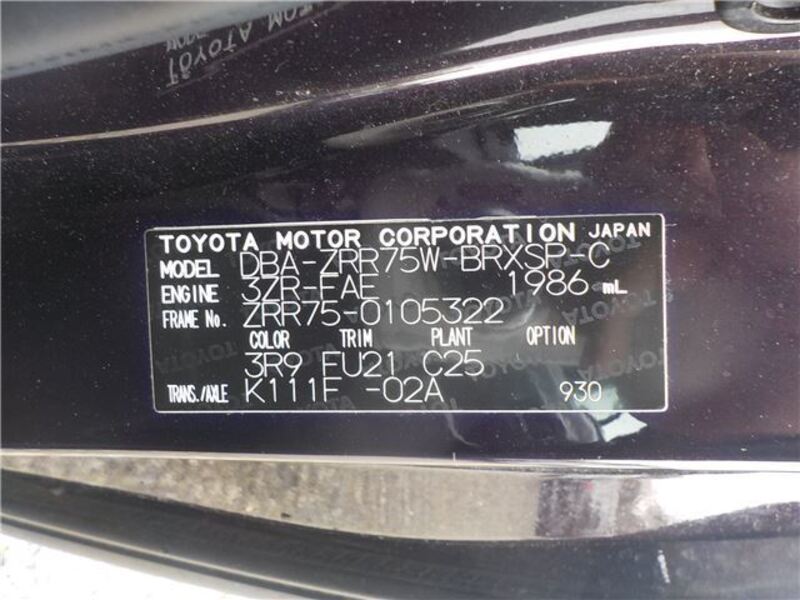 TOYOTA MOTOR CORPORATION JAPAN
MODEL DBA-ZRR75W-BRXSP-C
ENGINE 3ZR-FAE 1986 mL
FRAME No. ZRR75-0105322
COLOR TRIM PLANT OPTION
3R9 FU21 C25
TRANS./AXLE K111F -02A 930